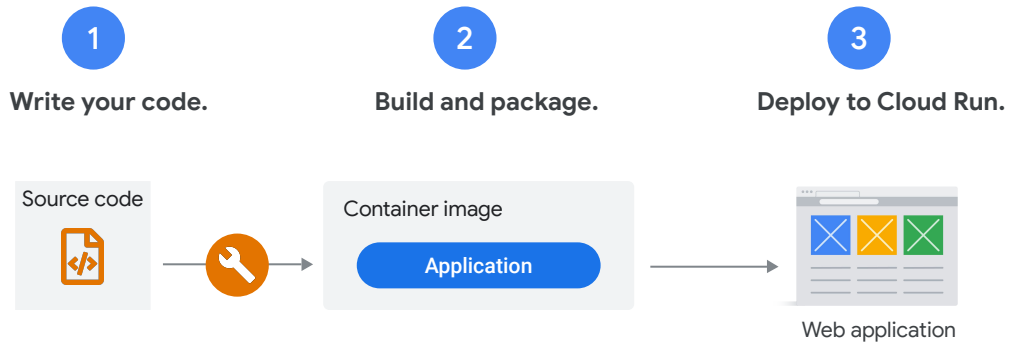 1
2
3
Write your code.
Build and package.
Deploy to Cloud Run.
Source code
</>
Container image
Application
Web application